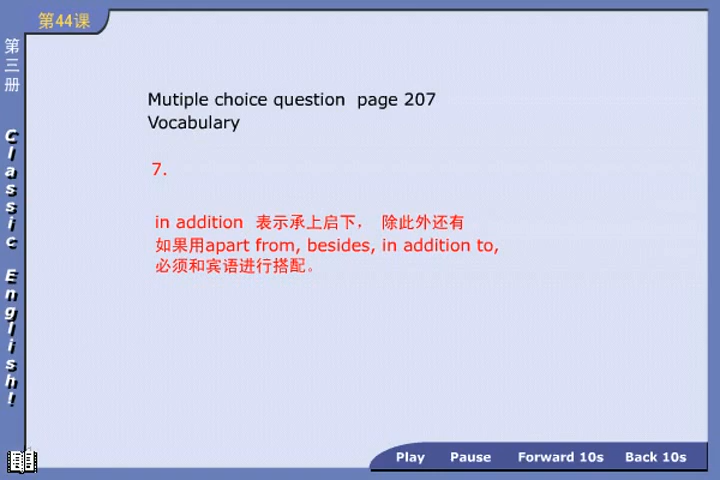 第44课
第三册
Classic English!
Mutiple choice question page 207
Vocabulary
7.
in addition 表示承上启下， 除此外还有
如果用apart from, besides, in addition to,
必须和宾语进行搭配。
Play Pause Forward 10s Back 10s